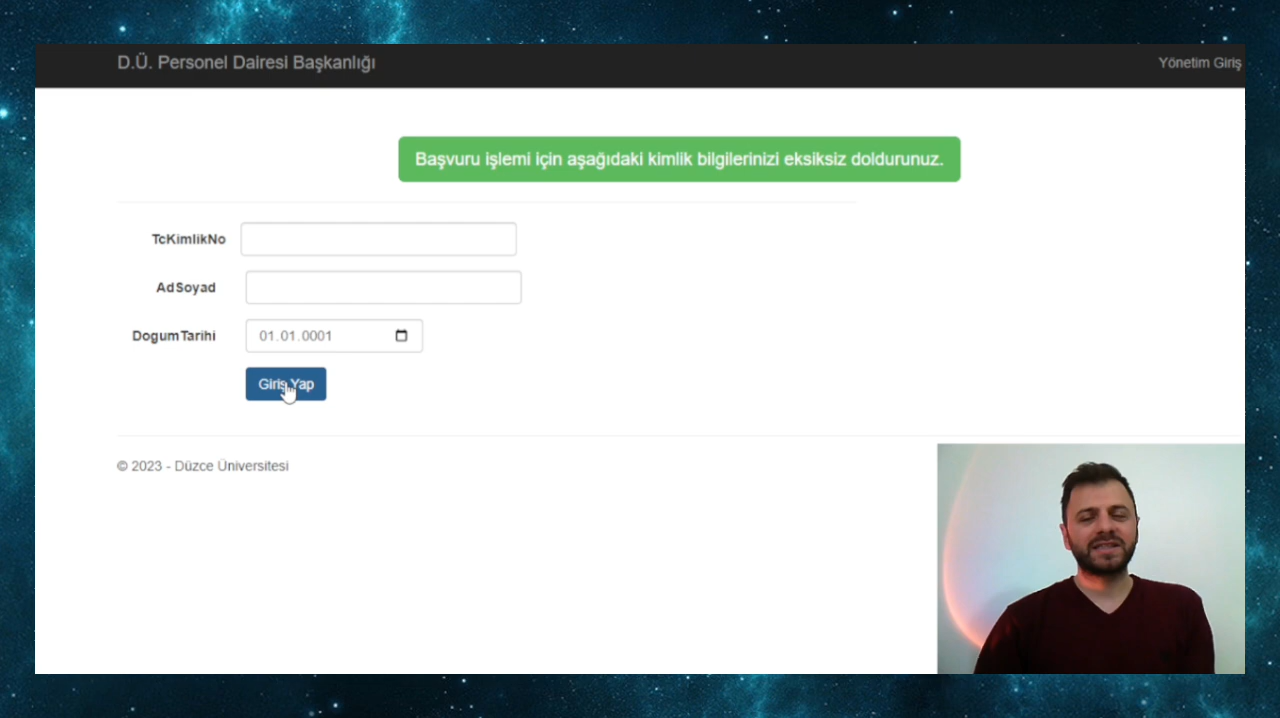 D.Ü. Personel Dairesi Başkanlığı
Yönetim Giriş
Başvuru işlemi için aşağıdaki kimlik bilgilerinizi eksiksiz doldurunuz.
TcKimlikNo
AdSoyad
DogumTarihi
01.01.0001
Giriş Yap
© 2023 - Düzce Üniversitesi